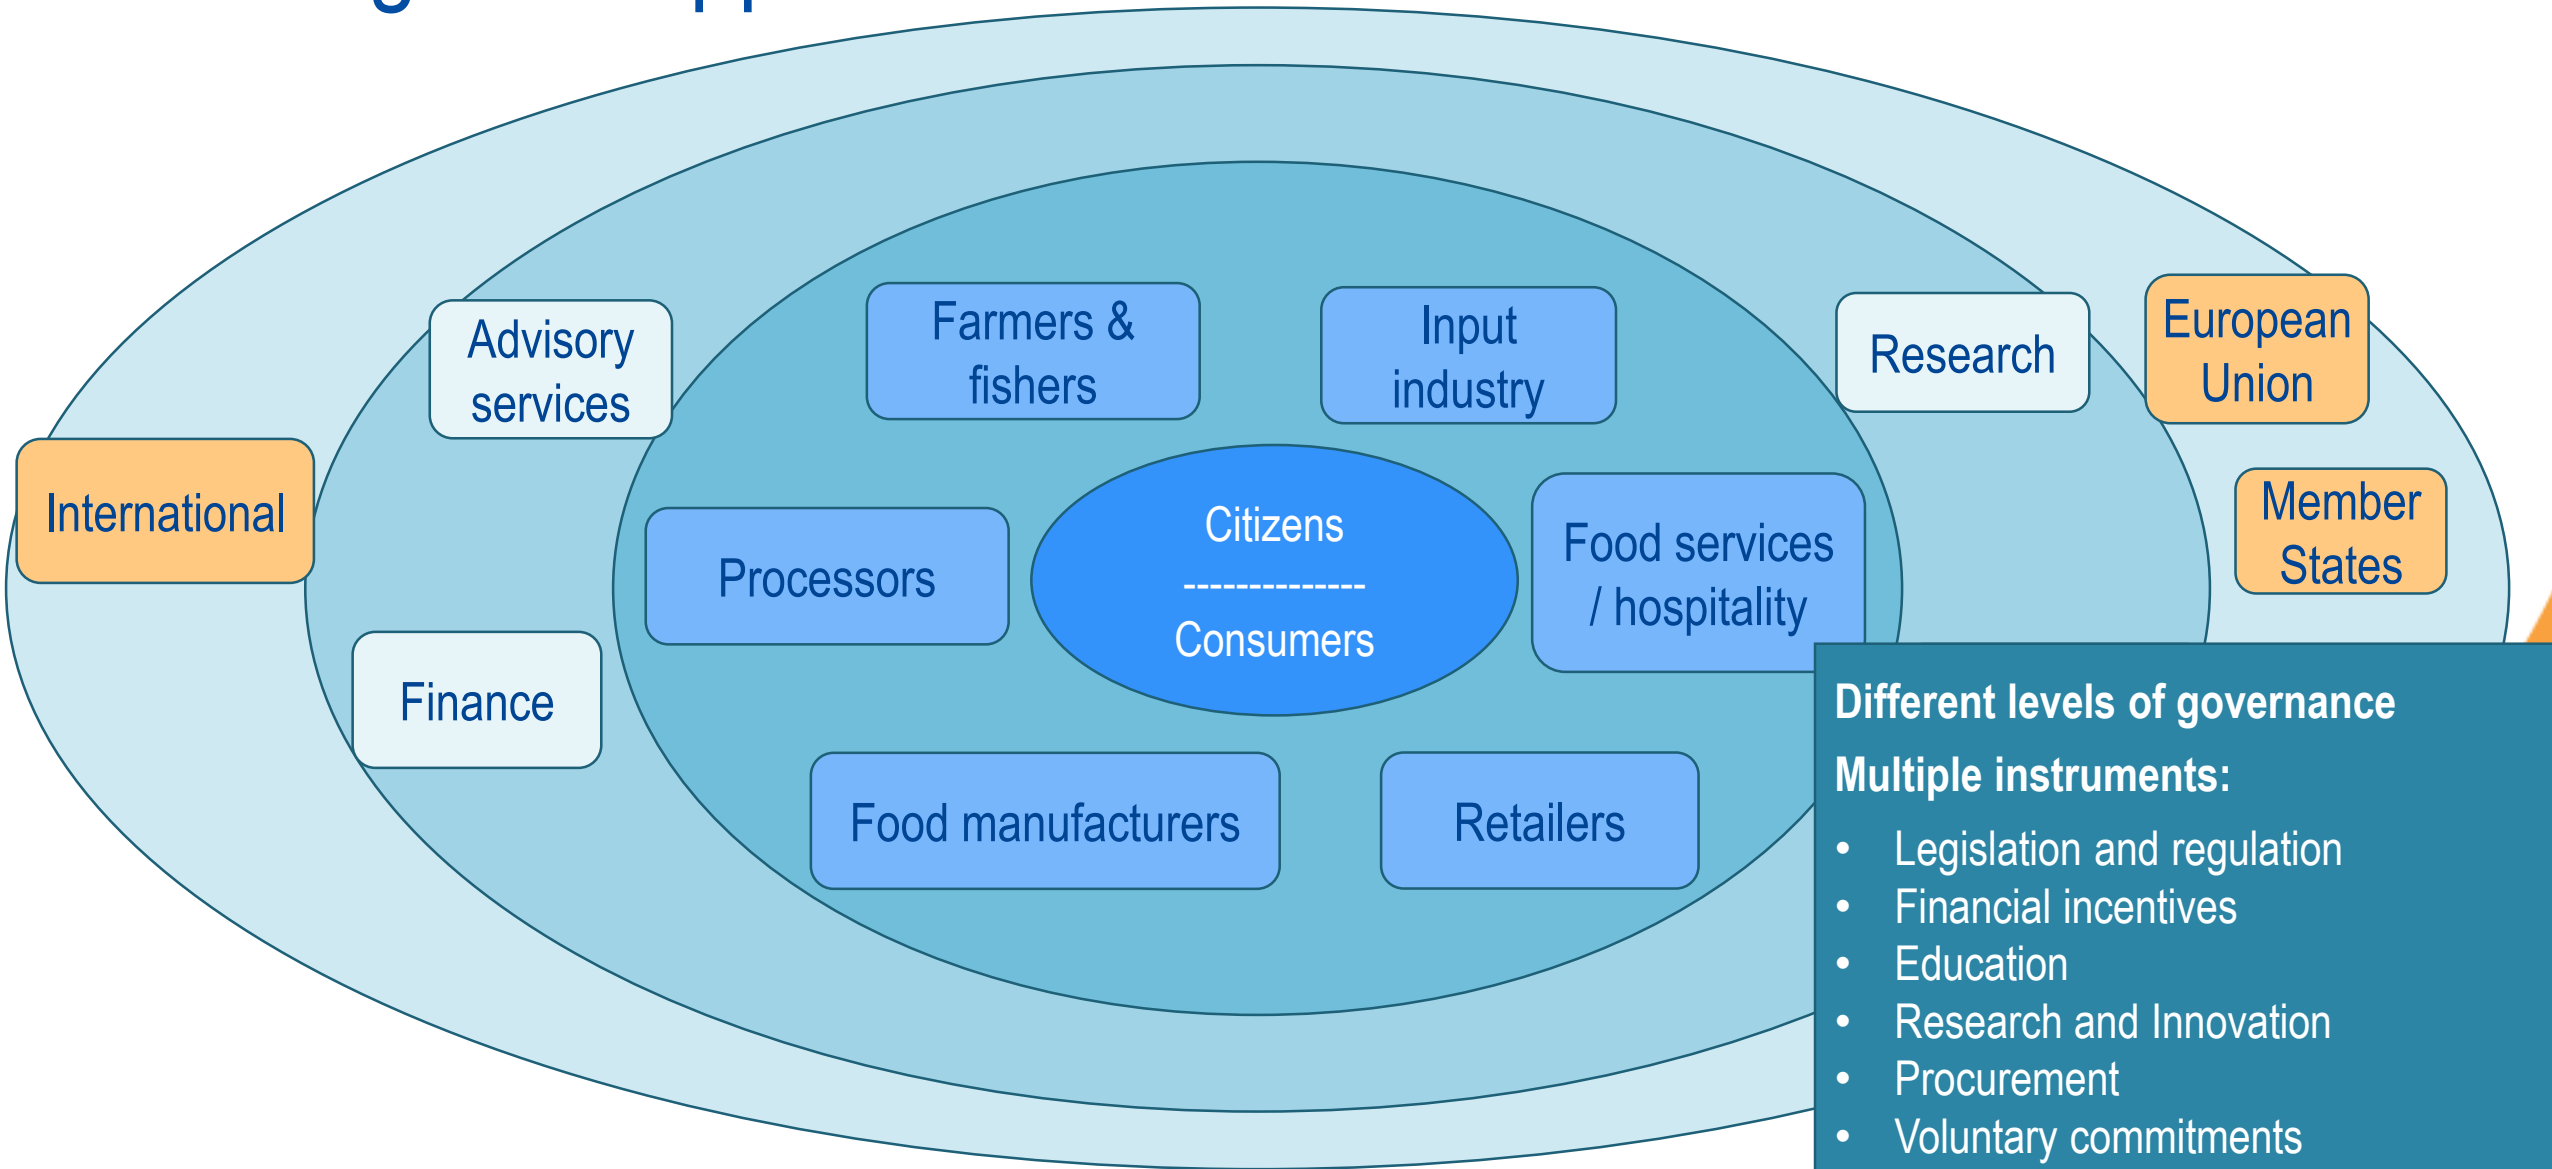 Advisory
services
Farmers &
fishers
Input
industry
Research
European
Union
International
Member
States
Processors
Citizens
--------------
Consumers
Food services
/ hospitality
Finance
Food manufacturers
Retailers
Different levels of governance
Multiple instruments:
• Legislation and regulation
• Financial incentives
• Education
• Research and Innovation
• Procurement
• Voluntary commitments